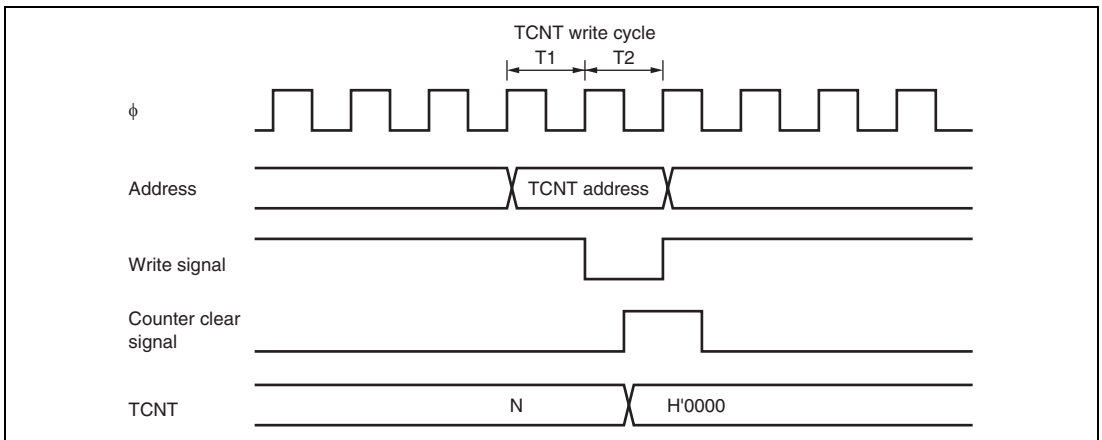 TCNT write cycle
T1 T2
ϕ
Address
TCNT address
Write signal
Counter clear
signal
TCNT
N
H'0000